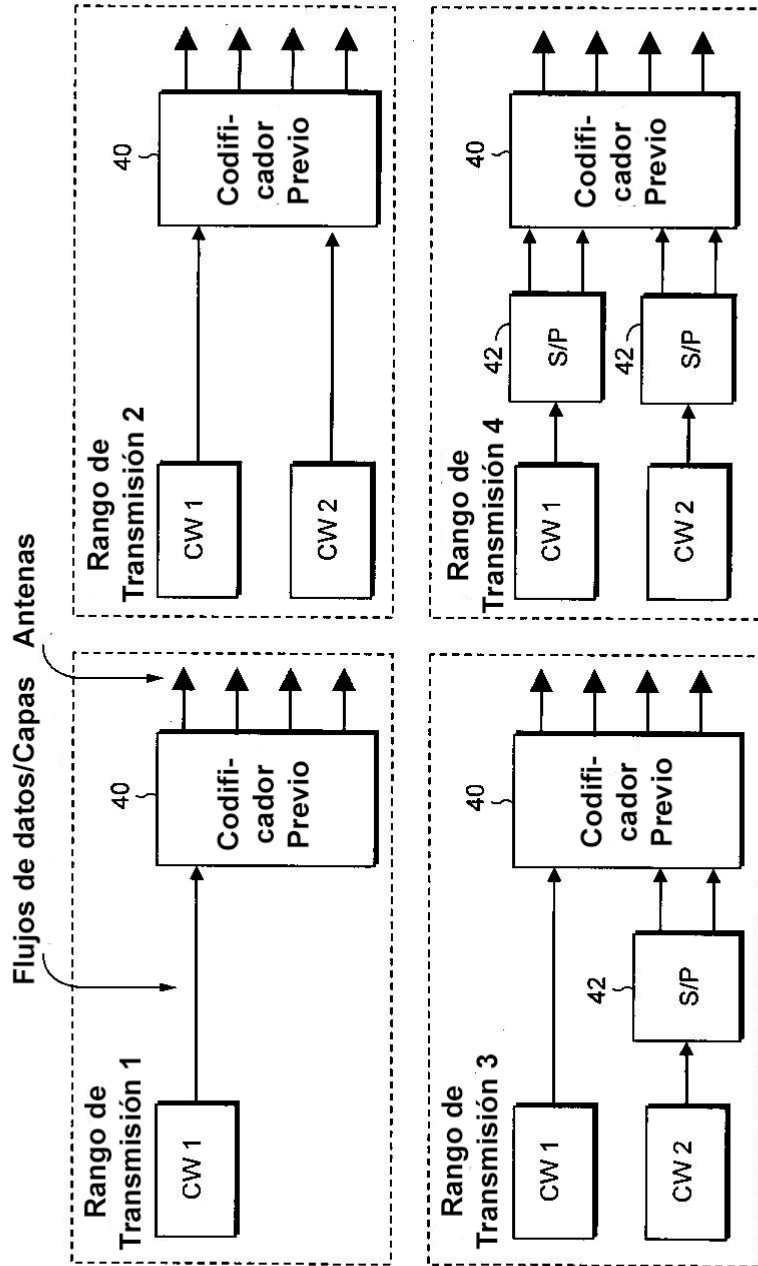 Flujos de datos/Capas
Antenas
Rango de
Transmisión 1
CW 1
40
Codifi-
cador
Previo
Rango de
Transmisión 2
CW 1
CW 2
40
Codifi-
cador
Previo
Rango de
Transmisión 3
CW 1
CW 2
42
S/P
40
Codifi-
cador
Previo
Rango de
Transmisión 4
CW 1
CW 2
42
S/P
42
S/P
40
Codifi-
cador
Previo